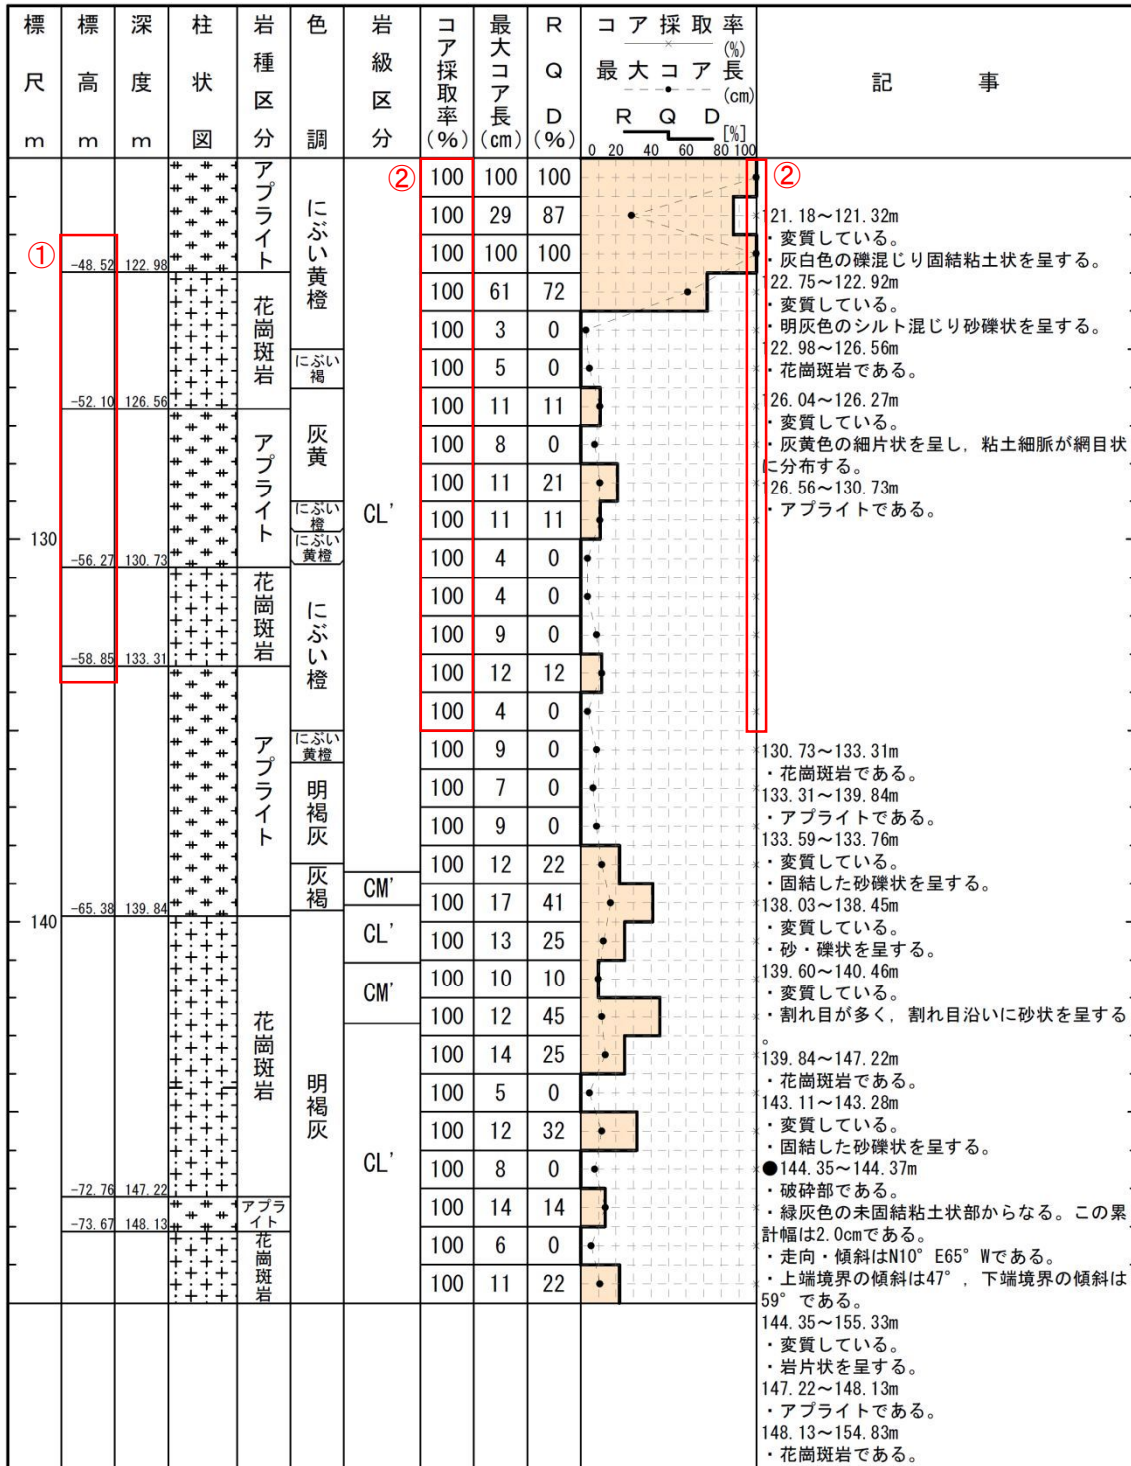 標尺m
標高m
深度m
柱状図
岩種区分
色調
岩級区分
コア採取率(%)
最大コア長(cm)
RQD(%)
コア採取率
(%)
最大コア長
(cm)
RQD
[%]
0 20 40 60 80 100
記事
①
②
②
130
140
-48.52 122.98
-52.10 126.56
-56.27 130.73
-58.85 133.31
-65.38 139.84
-72.76 147.22
-73.67 148.13
アプライト
花崗斑岩
アプライト
花崗斑岩
アプライト
花崗斑岩
アプライト
花崗斑岩
にぶい黄橙
にぶい褐
灰黄
にぶい橙
にぶい黄橙
にぶい橙
にぶい黄橙
明褐灰
灰褐
明褐灰
CL'
CM'
CL'
CM'
CL'
100 100 100
100 29 87
100 100 100
100 61 72
100 3 0
100 5 0
100 11 11
100 8 0
100 11 21
100 11 11
100 4 0
100 4 0
100 9 0
100 12 12
100 4 0
100 9 0
100 7 0
100 9 0
100 12 22
100 17 41
100 13 25
100 10 10
100 12 45
100 14 25
100 5 0
100 12 32
100 8 0
100 14 14
100 6 0
100 11 22
121.18～121.32m
・変質している。
・灰白色の礫混じり固結粘土状を呈する。
122.75～122.92m
・変質している。
・明灰色のシルト混じり砂礫状を呈する。
122.98～126.56m
・花崗斑岩である。
126.04～126.27m
・変質している。
・灰黄色の細片状を呈し，粘土細脈が網目状
に分布する。
126.56～130.73m
・アプライトである。
130.73～133.31m
・花崗斑岩である。
133.31～139.84m
・アプライトである。
133.59～133.76m
・変質している。
・固結した砂礫状を呈する。
138.03～138.45m
・変質している。
・砂・礫状を呈する。
139.60～140.46m
・変質している。
・割れ目が多く，割れ目沿いに砂状を呈する
。
139.84～147.22m
・花崗斑岩である。
143.11～143.28m
・変質している。
・固結した砂礫状を呈する。
●144.35～144.37m
・破砕部である。
・緑灰色の未固結粘土状部からなる。この累
計幅は2.0cmである。
・走向・傾斜はN10°E65°Wである。
・上端境界の傾斜は47°，下端境界の傾斜は
59°である。
144.35～155.33m
・変質している。
・岩片状を呈する。
147.22～148.13m
・アプライトである。
148.13～154.83m
・花崗斑岩である。